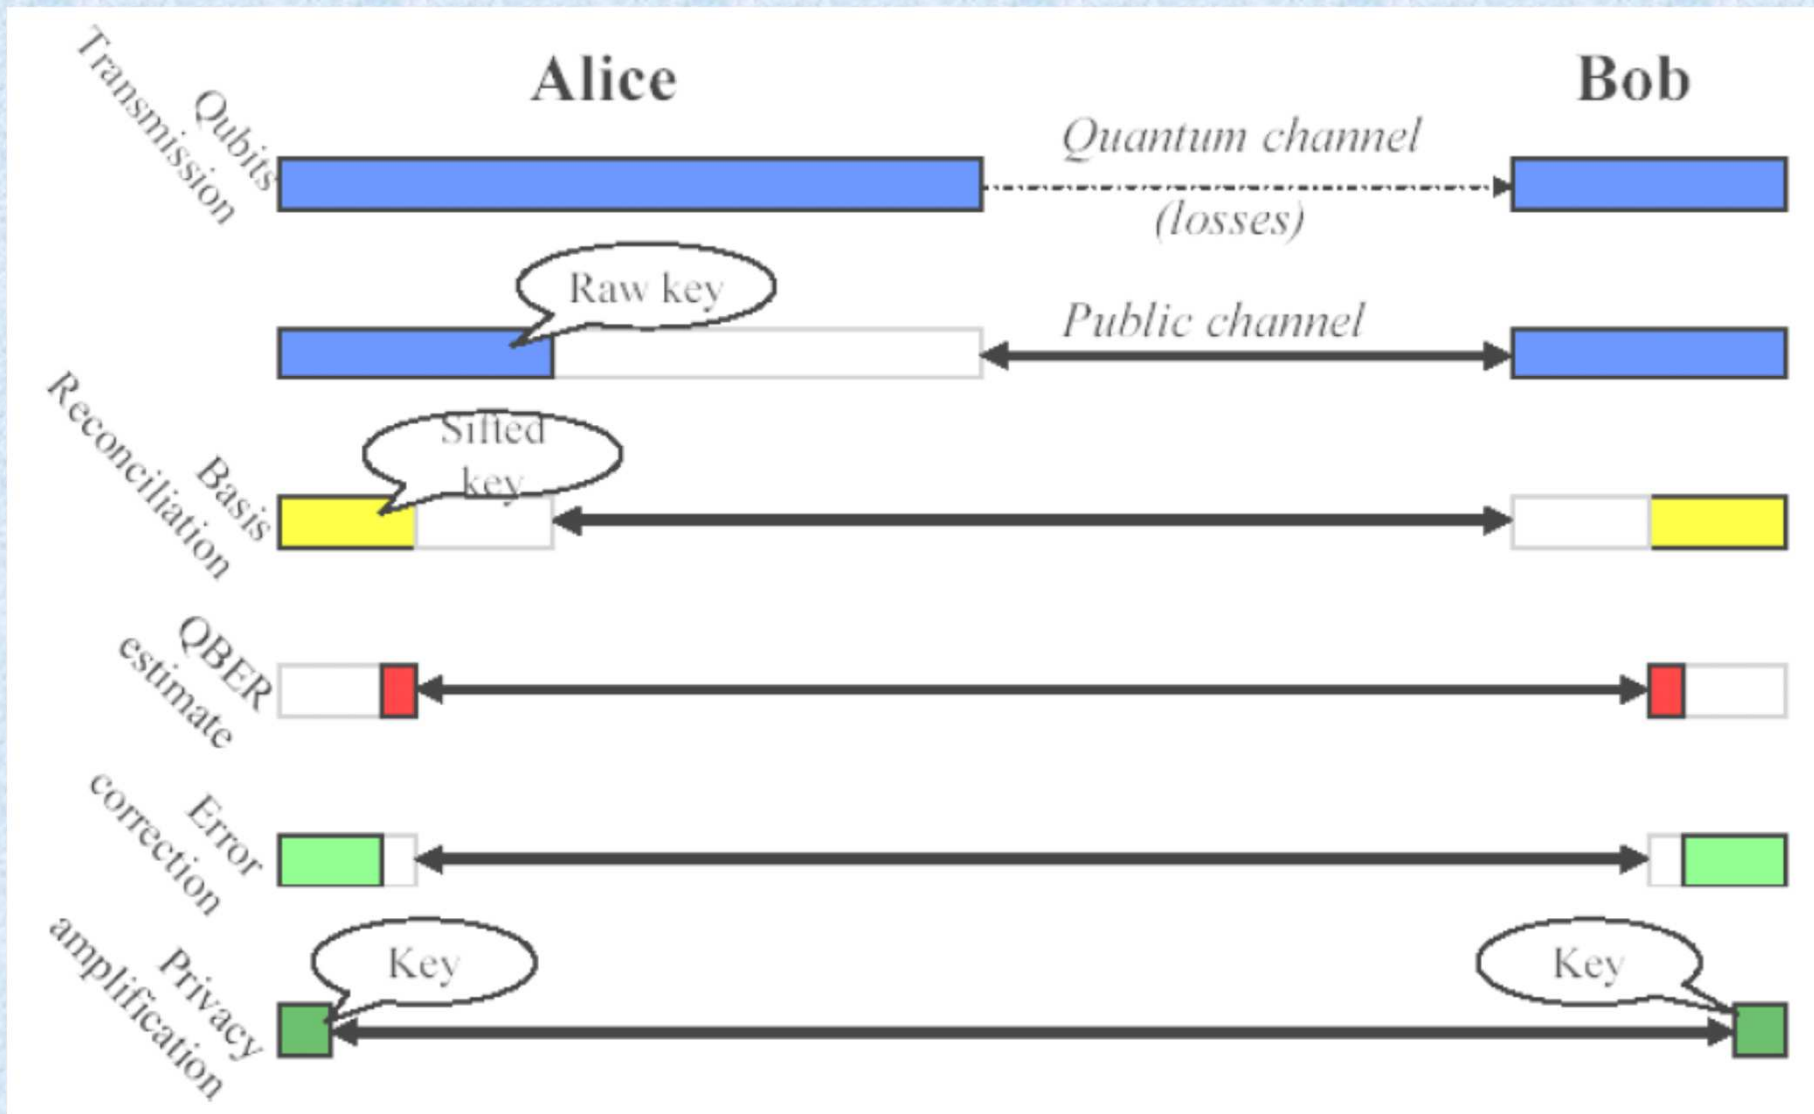 Alice
Bob
Qubits
Transmission
Quantum channel
(losses)
Raw key
Public channel
Basis
Reconciliation
Sifted
key
QBER
estimate
Error
correction
Privacy
amplification
Key
Key